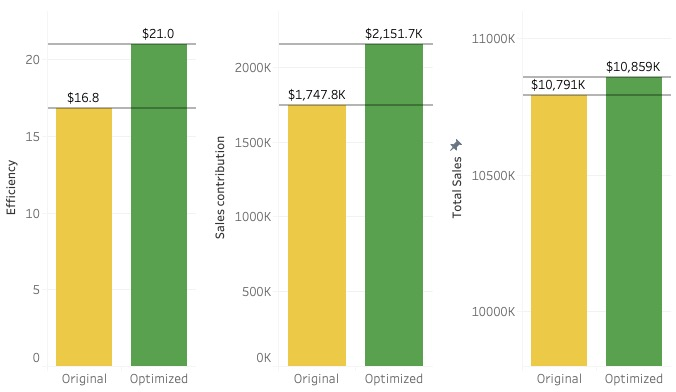 Efficiency
20
15
10
5
0
$16.8
$21.0
Original
Optimized
Sales contribution
2000K
1500K
1000K
500K
0K
$1,747.8K
$2,151.7K
Original
Optimized
Total Sales
11000K
10500K
10000K
$10,791K
$10,859K
Original
Optimized